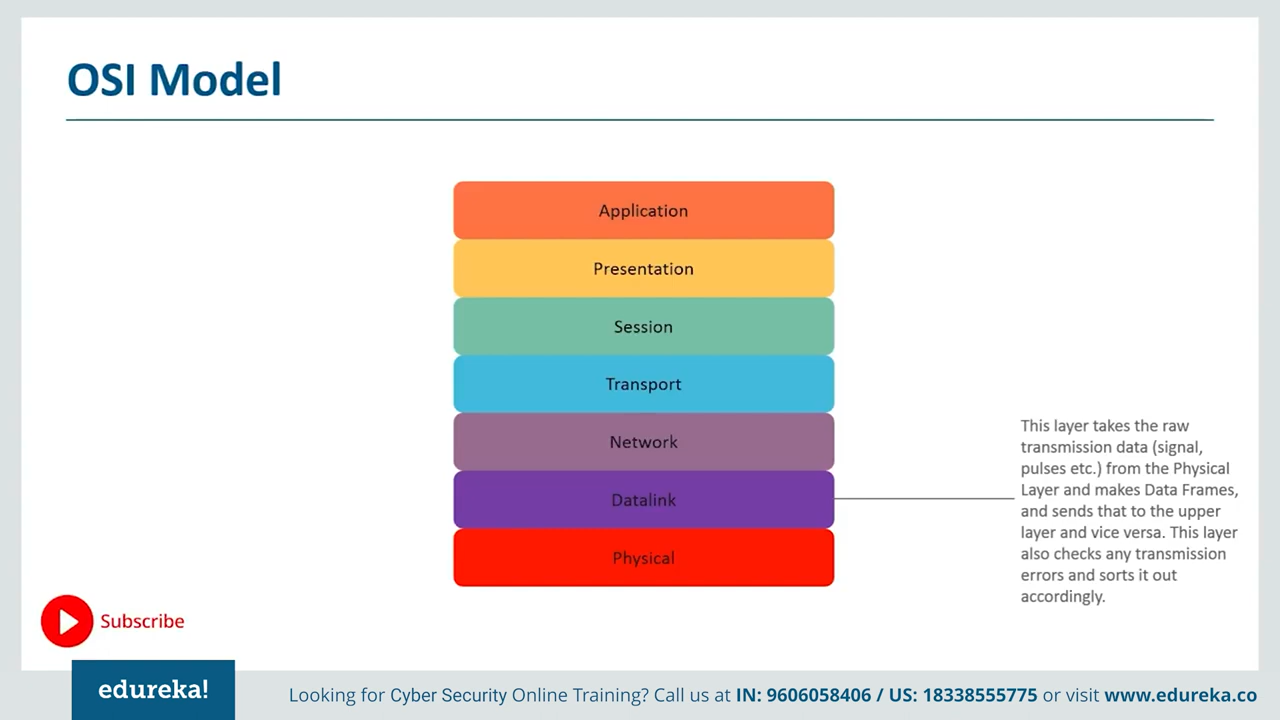 OSI Model
Application
Presentation
Session
Transport
Network
Datalink
Physical
This layer takes the raw
transmission data (signal,
pulses etc.) from the Physical
Layer and makes Data Frames,
and sends that to the upper
layer and vice versa. This layer
also checks any transmission
errors and sorts it out
accordingly.
Subscribe
edureka!
Looking for Cyber Security Online Training? Call us at IN: 9606058406 / US: 18338555775 or visit www.edureka.co